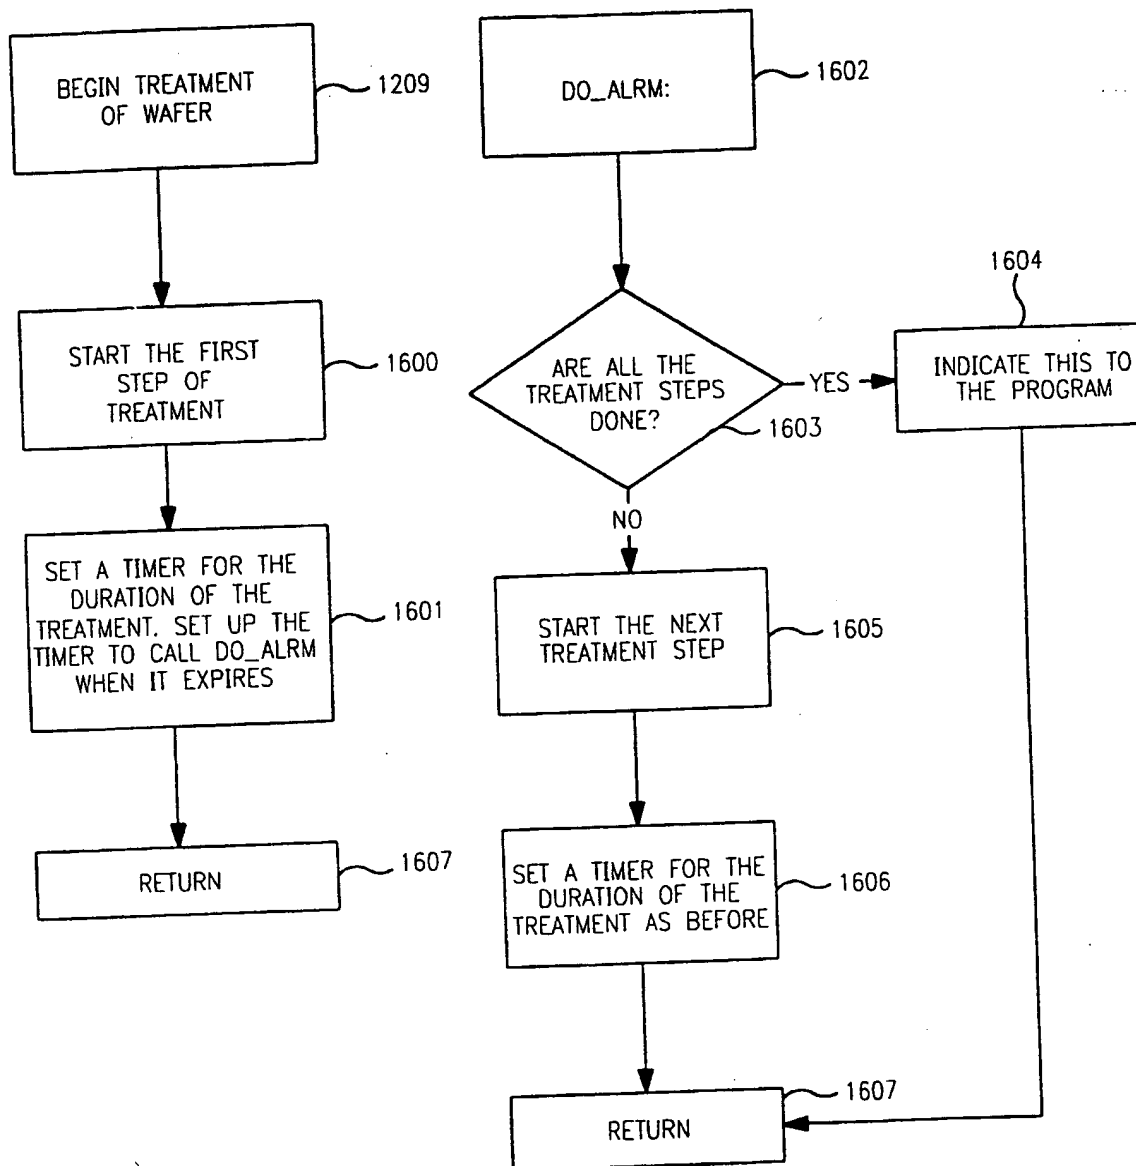 BEGIN TREATMENT
OF WAFER
1209
START THE FIRST
STEP OF
TREATMENT
1600
SET A TIMER FOR THE
DURATION OF THE
TREATMENT. SET UP THE
TIMER TO CALL DO_ALRM
WHEN IT EXPIRES
1601
RETURN
1607
DO_ALRM:
1602
ARE ALL THE
TREATMENT STEPS
DONE?
1603
YES
1604
INDICATE THIS TO
THE PROGRAM
NO
START THE NEXT
TREATMENT STEP
1605
SET A TIMER FOR THE
DURATION OF THE
TREATMENT AS BEFORE
1606
RETURN
1607